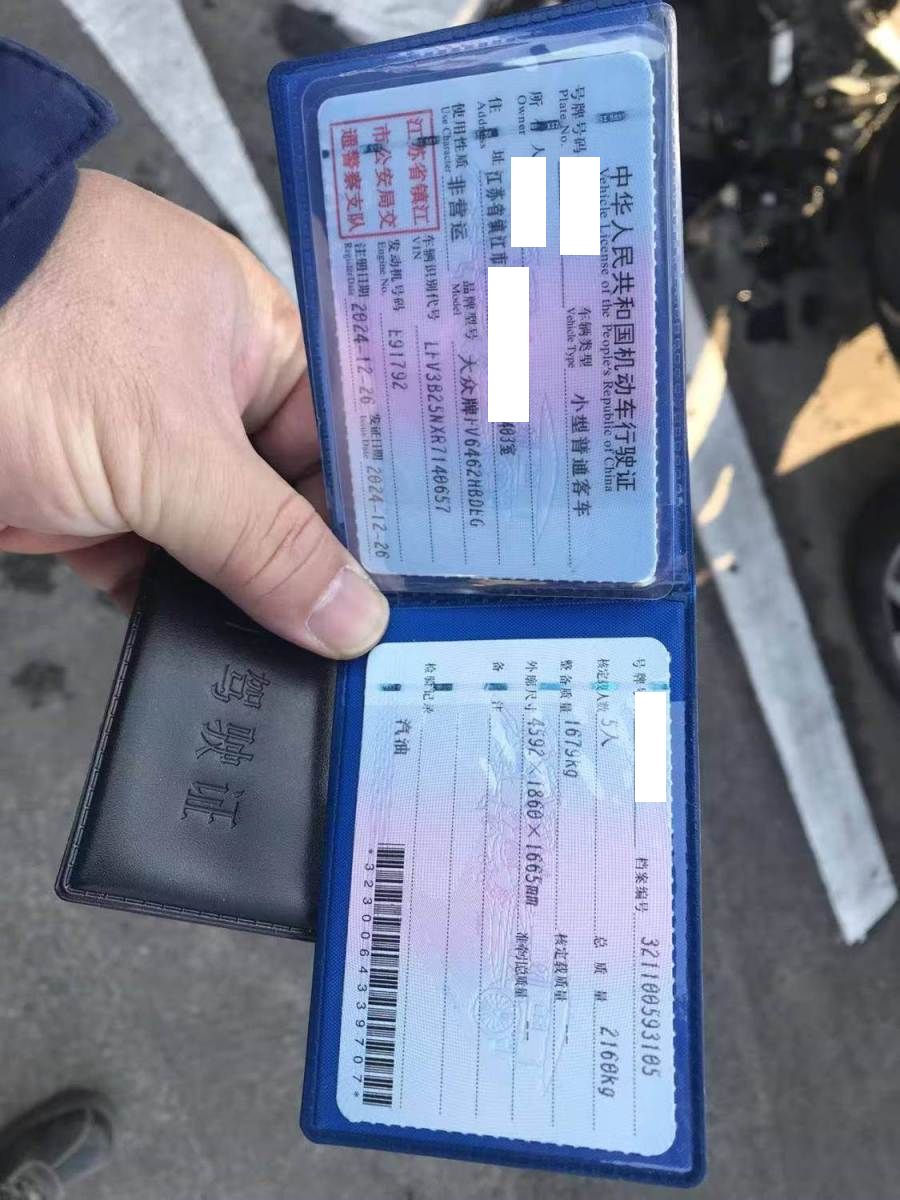 中华人民共和国机动车行驶证
Vehicle License of the People's Republic of China
号牌号码
Plate No.
车辆类型 小型普通客车
Vehicle Type
所有人
Owner
住址 江苏省镇江市
Address
403室
使用性质 非营运
Use Character
品牌型号 大众牌FV6462HBDEG
Model
江苏省镇江
市公安局交
通警察支队
车辆识别代号 LFV3B25NXR7140657
VIN
发动机号码 E91792
Engine No.
注册日期 2024-12-26
Register Date
发证日期 2024-12-26
Issue Date
号牌
档案编号 321100593105
核定载人数 5人
总质量 2160kg
整备质量 1679kg
核定载质量 --
外廓尺寸 4592×1860×1665mm
准牵引总质量 --
备注
检验记录
汽油
*3230064339707*
驾驶证